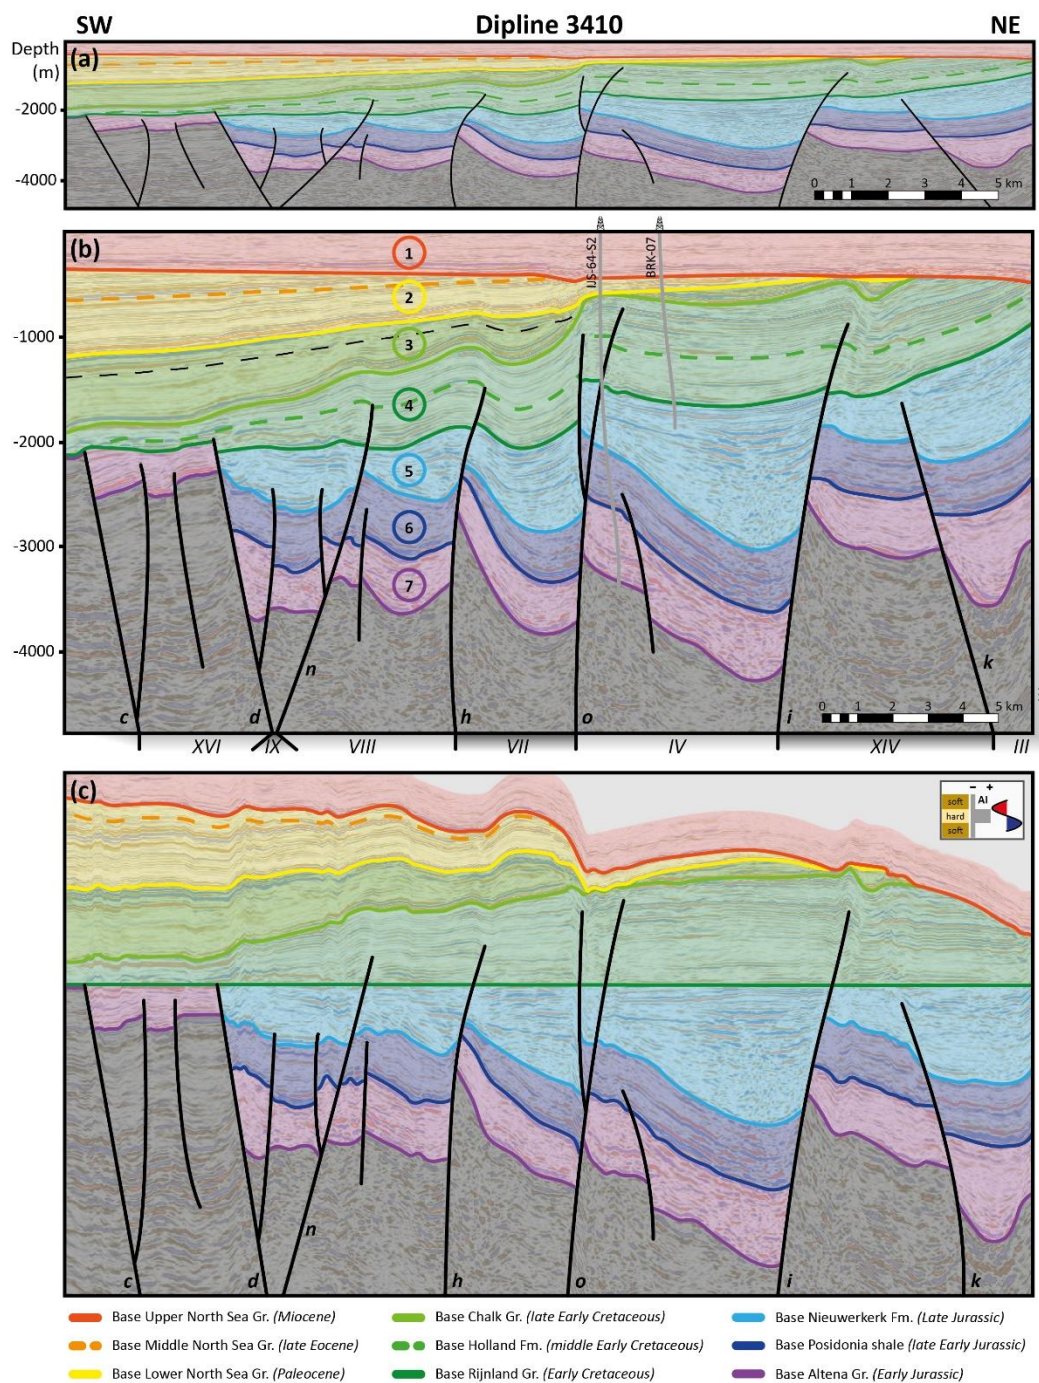 SW Dipline 3410 NE
Depth
(m)
(a)
-2000
-4000
0 1 2 3 4 5 km
(b)
1
IJS-64-S2
BRK-07
2
-1000
3
4
-2000
5
6
-3000
7
-4000
n
k
0 1 2 3 4 5 km
c d h o i
XVI IX VIII VII IV XIV III
(c)
- +
AI
soft
hard
soft
n
c d h o i k
Base Upper North Sea Gr. (Miocene)
Base Middle North Sea Gr. (late Eocene)
Base Lower North Sea Gr. (Paleocene)
Base Chalk Gr. (late Early Cretaceous)
Base Holland Fm. (middle Early Cretaceous)
Base Rijnland Gr. (Early Cretaceous)
Base Nieuwerkerk Fm. (Late Jurassic)
Base Posidonia shale (late Early Jurassic)
Base Altena Gr. (Early Jurassic)